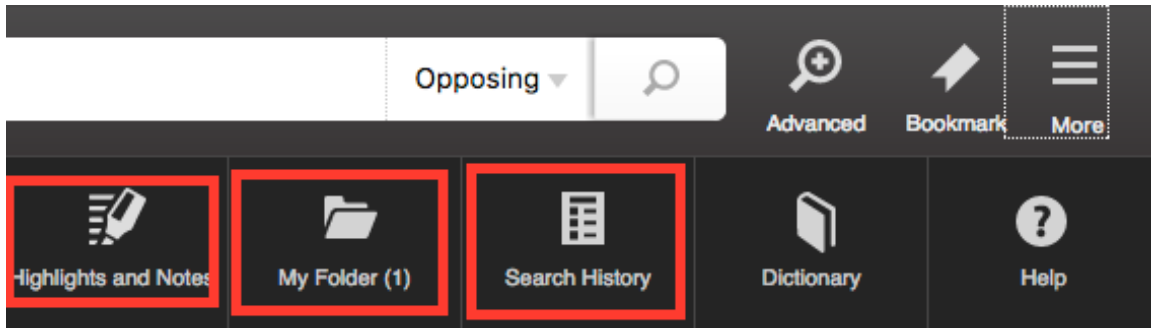 Opposing
Advanced Bookmark More
Highlights and Notes My Folder (1) Search History Dictionary Help